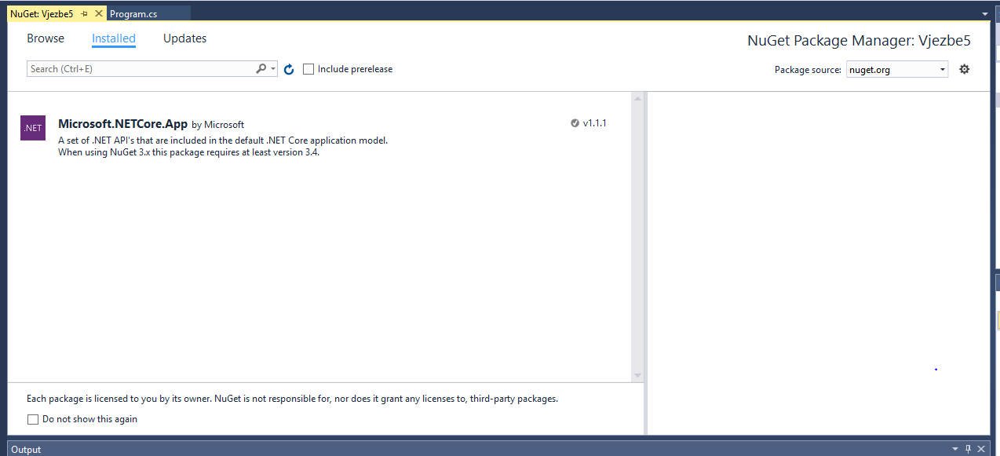 NuGet: Vjezbe5
Program.cs
Browse
Installed
Updates
NuGet Package Manager: Vjezbe5
Search (Ctrl+E)
Include prerelease
Package source:
nuget.org
.NET
Microsoft.NETCore.App by Microsoft
v1.1.1
A set of .NET API's that are included in the default .NET Core application model.
When using NuGet 3.x this package requires at least version 3.4.
Each package is licensed to you by its owner. NuGet is not responsible for, nor does it grant any licenses to, third-party packages.
Do not show this again
Output